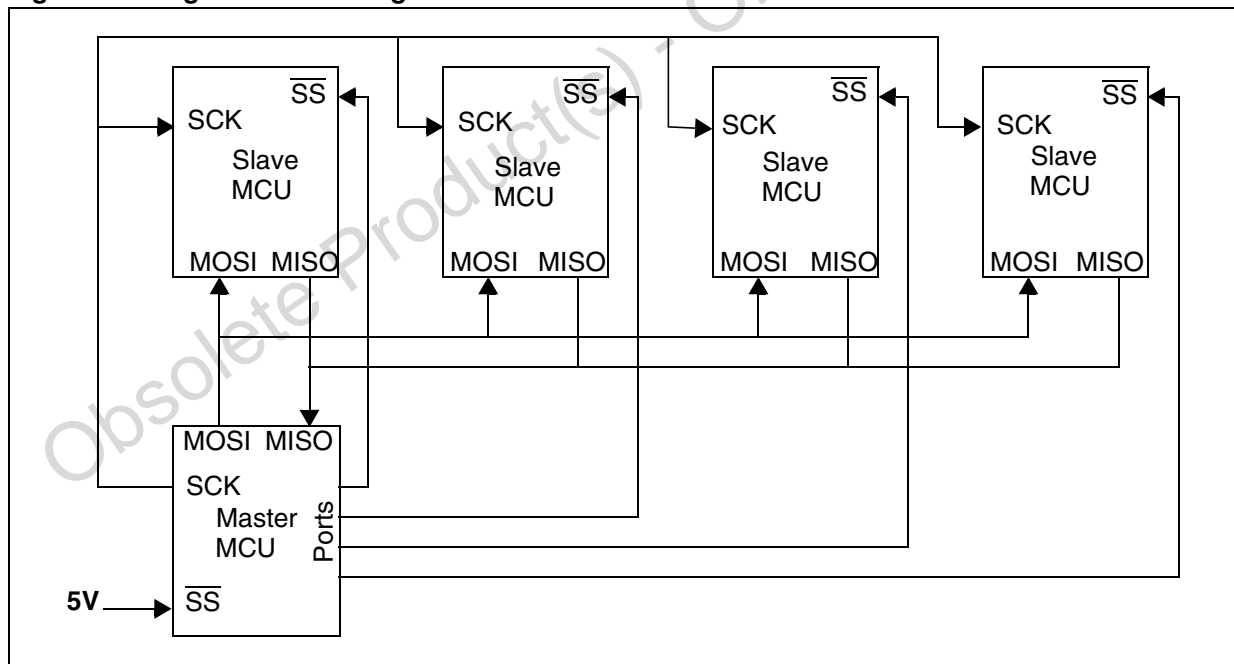 SS
SCK
Slave
MCU
MOSI MISO
SS
SCK
Slave
MCU
MOSI MISO
SS
SCK
Slave
MCU
MOSI MISO
SS
SCK
Slave
MCU
MOSI MISO
MOSI MISO
SCK
Master
MCU
Ports
5V
SS
Obsolete Product(s) - O